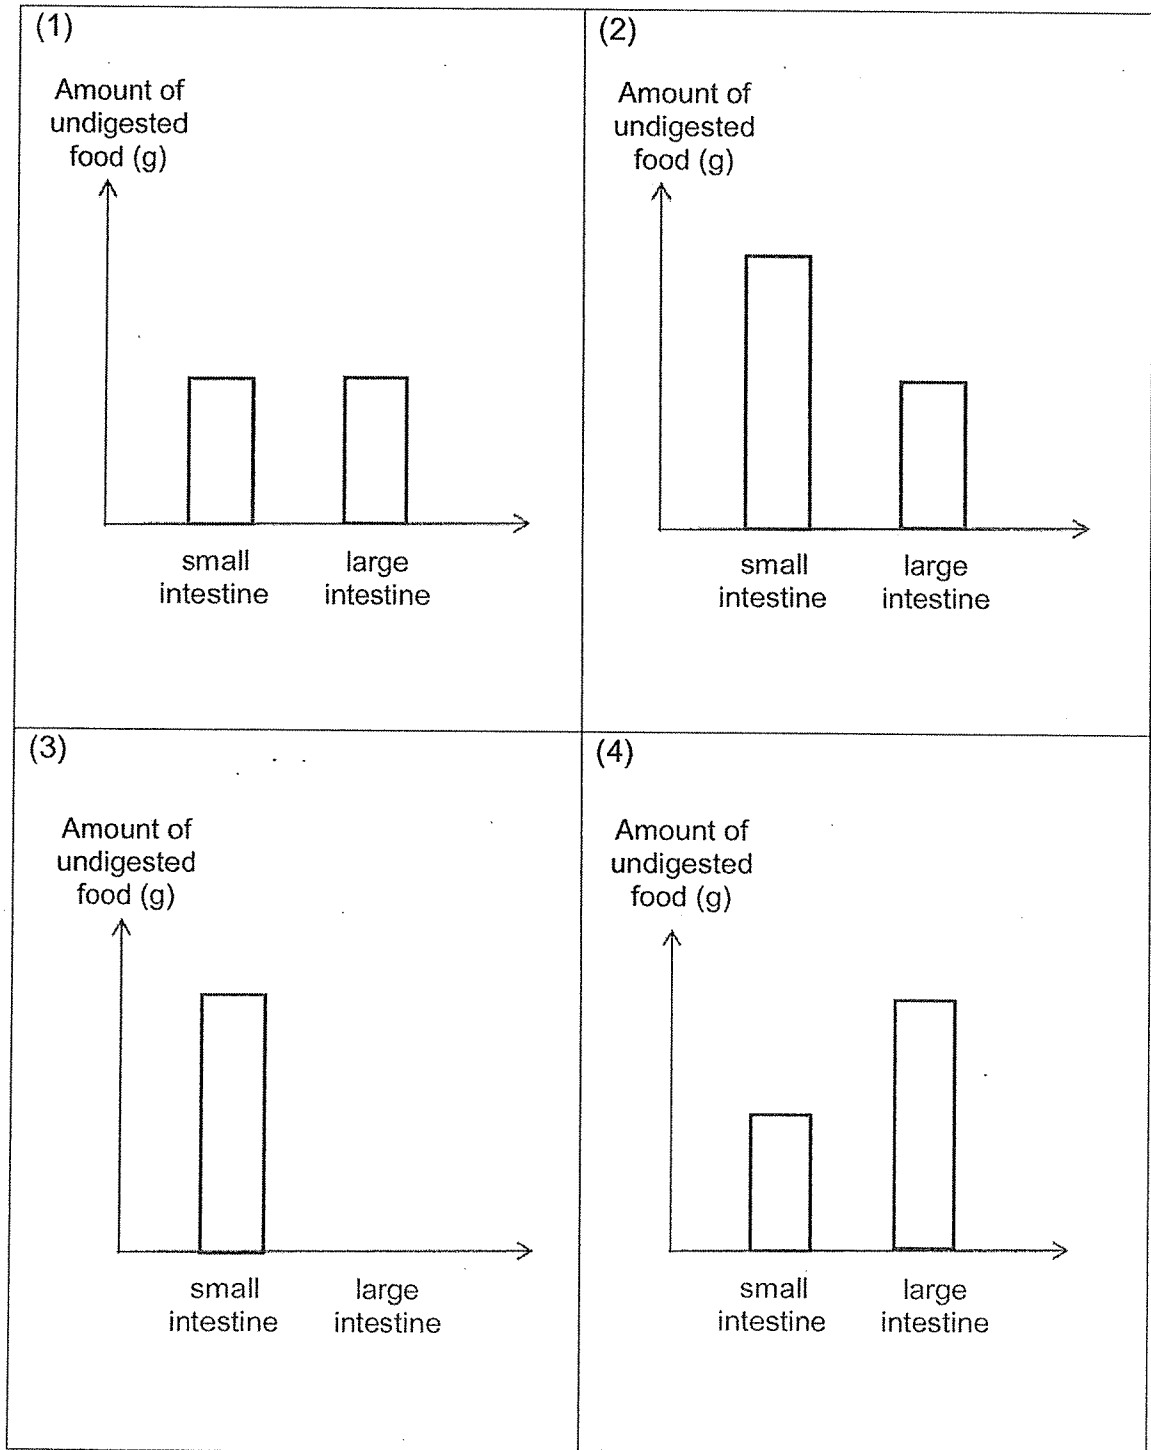 (1)
Amount of
undigested
food (g)
small
intestine
large
intestine
(2)
Amount of
undigested
food (g)
small
intestine
large
intestine
(3)
Amount of
undigested
food (g)
small
intestine
large
intestine
(4)
Amount of
undigested
food (g)
small
intestine
large
intestine